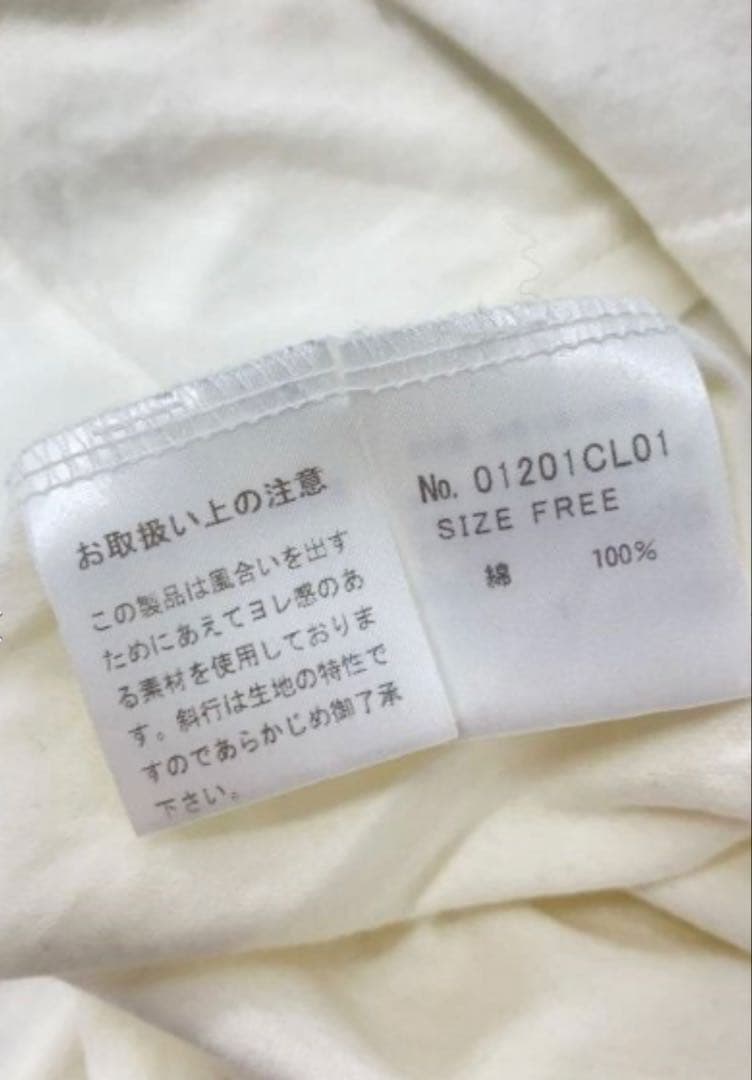 お取扱い上の注意
この製品は風合いを出す
ためにあえてヨレ感のあ
る素材を使用しておりま
す。斜行は生地の特性で
すのであらかじめ御了承
下さい。
No. 01201CL01
SIZE FREE
綿 100%